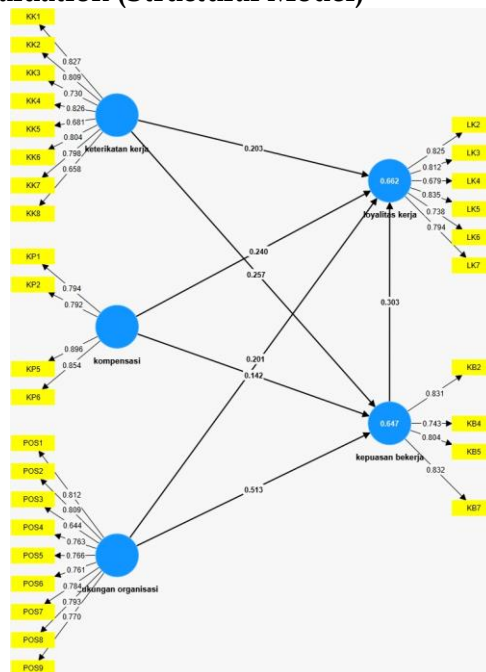 KK1
KK2
KK3
KK4
KK5
KK6
KK7
KK8
0.827
0.809
0.730
0.826
0.681
0.804
0.798
0.658
keterikatan kerja
KP1
KP2
KP5
KP6
0.794
0.792
0.896
0.854
kompensasi
POS1
POS2
POS3
POS4
POS5
POS6
POS7
POS8
POS9
0.812
0.809
0.644
0.763
0.766
0.761
0.784
0.793
0.770
ukungan organisasi
0.203
0.240
0.257
0.201
0.142
0.513
0.303
0.662
loyalitas kerja
0.825
0.812
0.679
0.835
0.738
0.794
LK2
LK3
LK4
LK5
LK6
LK7
0.647
kepuasan bekerja
0.831
0.743
0.804
0.832
KB2
KB4
KB5
KB7